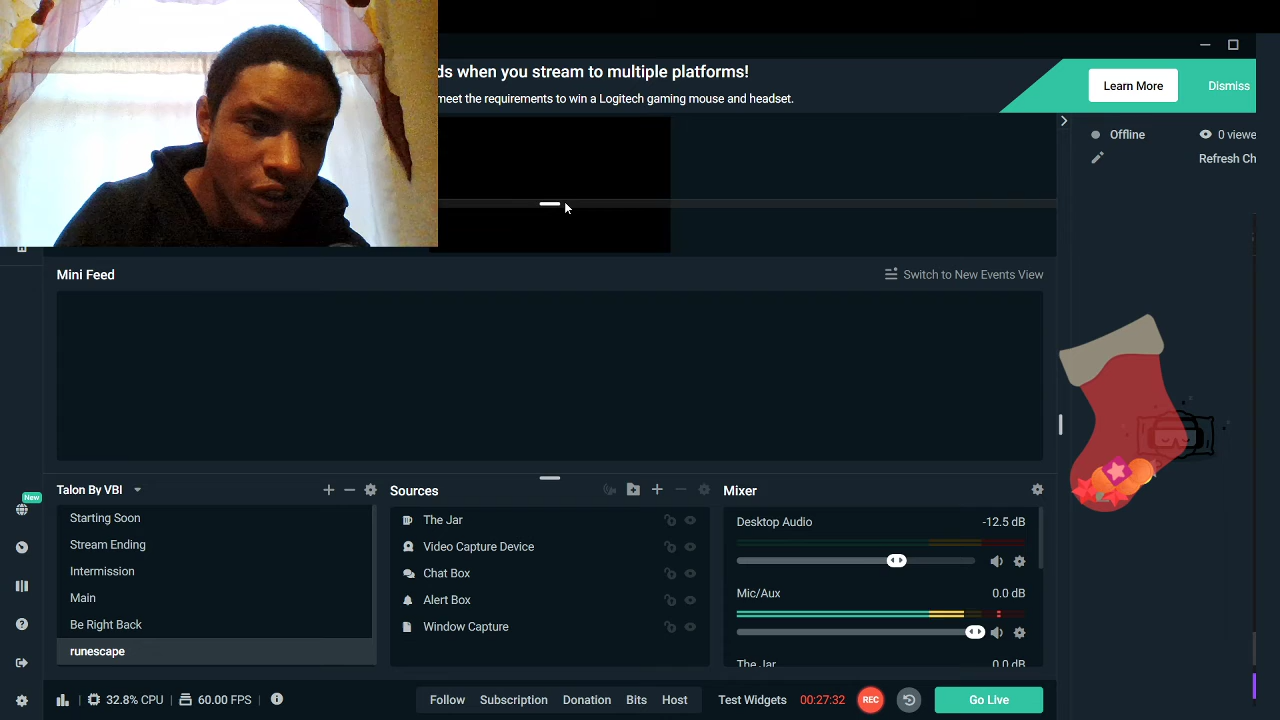 ds when you stream to multiple platforms!
meet the requirements to win a Logitech gaming mouse and headset.
Learn More
Dismiss
Offline
0 viewe
Refresh Ch
Mini Feed
Switch to New Events View
New
Talon By VBI
Starting Soon
Stream Ending
Intermission
Main
Be Right Back
runescape
Sources
The Jar
Video Capture Device
Chat Box
Alert Box
Window Capture
Mixer
Desktop Audio -12.5 dB
Mic/Aux 0.0 dB
The Jar 0.0 dB
32.8% CPU 60.00 FPS
Follow Subscription Donation Bits Host
Test Widgets 00:27:32 REC Go Live